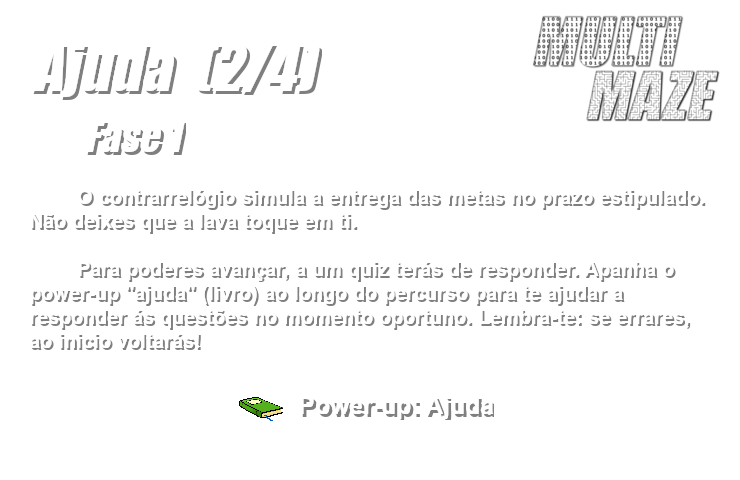 MULTI
MAZE
Ajuda (2/4)
Fase 1
O contrarrelógio simula a entrega das metas no prazo estipulado.
Não deixes que a lava toque em ti.
Para poderes avançar, a um quiz terás de responder. Apanha o
power-up "ajuda" (livro) ao longo do percurso para te ajudar a
responder ás questões no momento oportuno. Lembra-te: se errares,
ao inicio voltarás!
Power-up: Ajuda